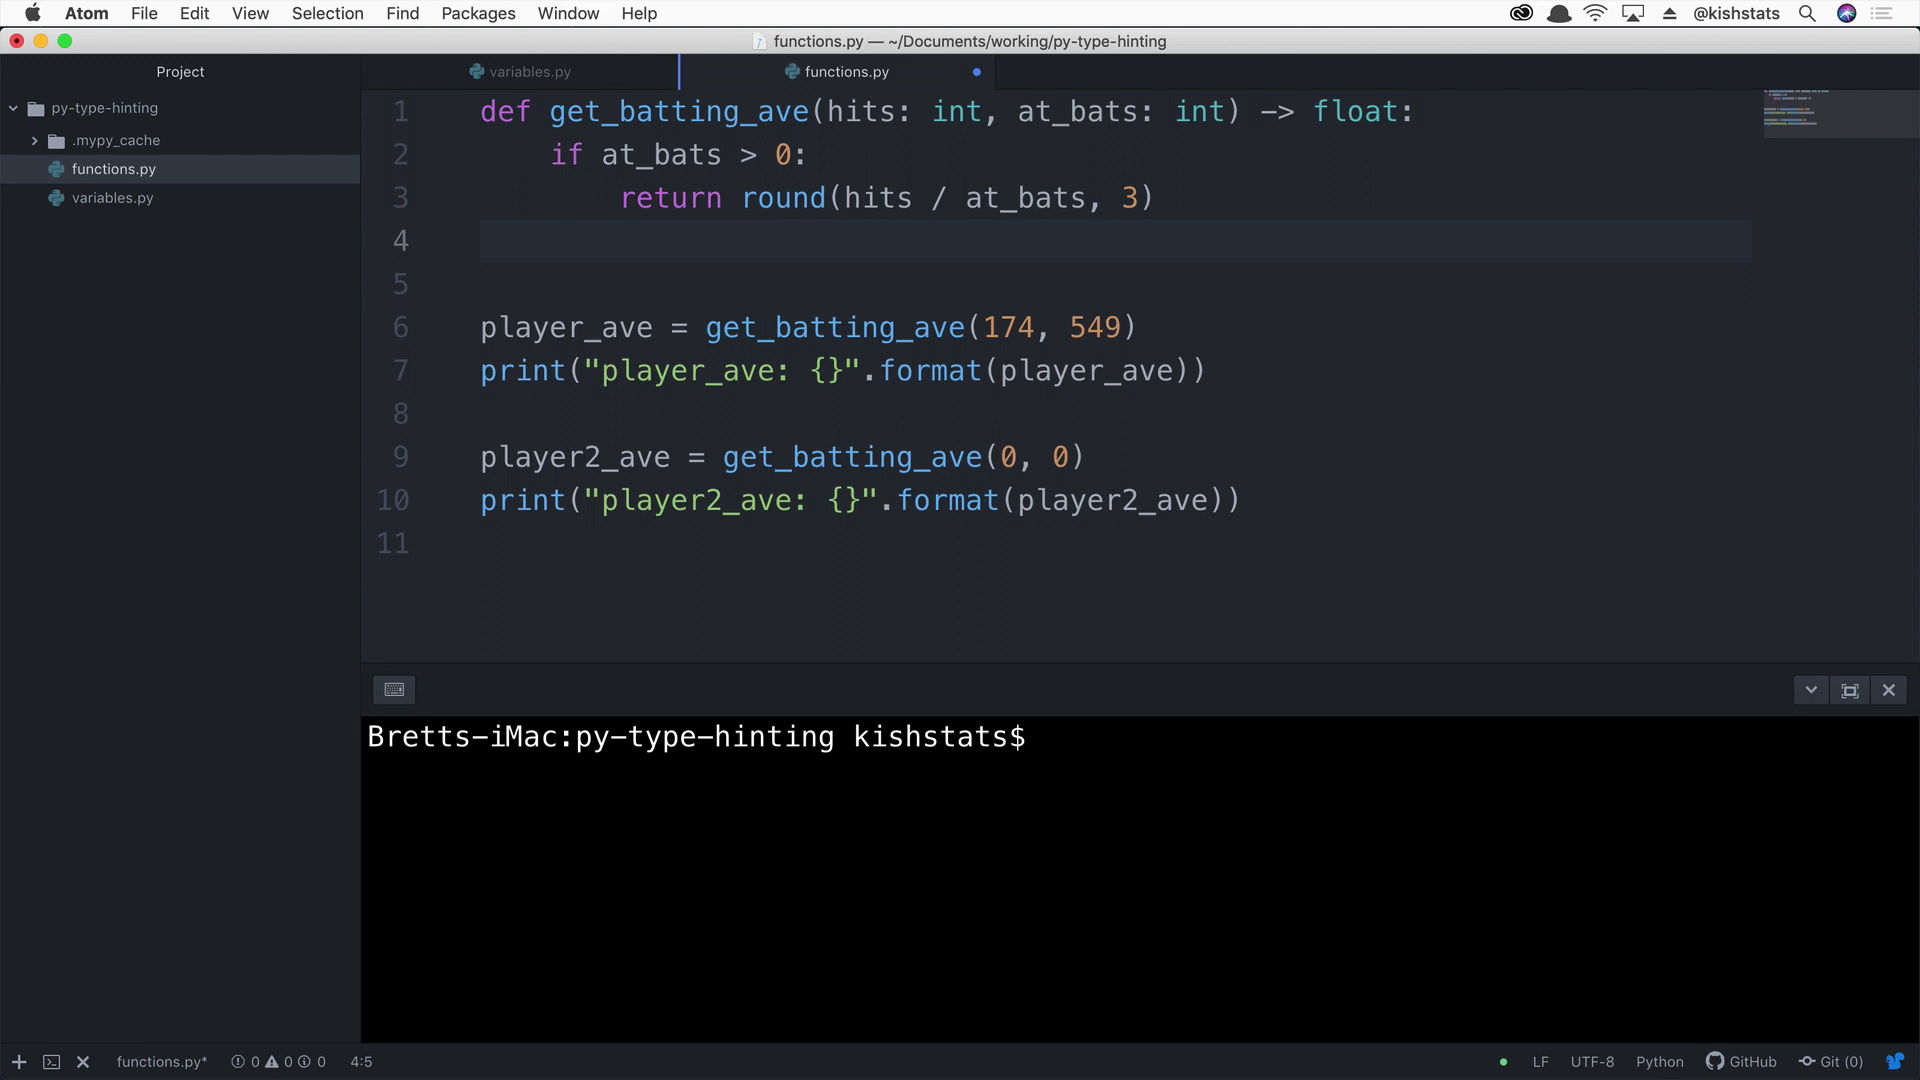 Atom File Edit View Selection Find Packages Window Help @kishstats
functions.py — ~/Documents/working/py-type-hinting
Project variables.py functions.py
py-type-hinting
.mypy_cache
functions.py
variables.py
1 def get_batting_ave(hits: int, at_bats: int) -> float:
2 if at_bats > 0:
3 return round(hits / at_bats, 3)
4
5
6 player_ave = get_batting_ave(174, 549)
7 print("player_ave: {}".format(player_ave))
8
9 player2_ave = get_batting_ave(0, 0)
10 print("player2_ave: {}".format(player2_ave))
11
Bretts-iMac:py-type-hinting kishstats$
functions.py* 0 0 0 4:5 LF UTF-8 Python GitHub Git (0)